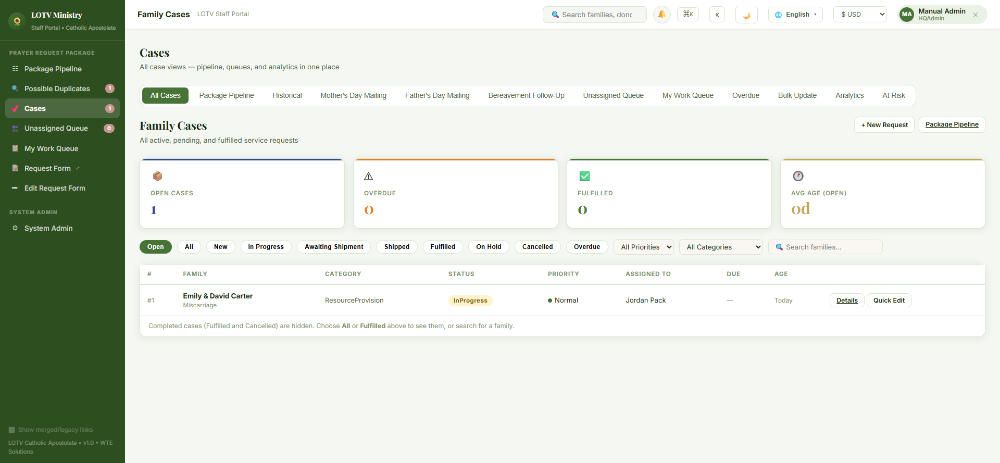 LOTV Ministry
Staff Portal • Catholic Apostolate
PRAYER REQUEST PACKAGE
Package Pipeline
Possible Duplicates 1
Cases 1
Unassigned Queue 0
My Work Queue
Request Form ↗
Edit Request Form
SYSTEM ADMIN
System Admin
Show merged/legacy links
LOTV Catholic Apostolate • v1.0 • WTE
Solutions
Family Cases LOTV Staff Portal
Search families, donc
⌘K
«
English
$ USD
MA
Manual Admin
HQAdmin
Cases
All case views — pipeline, queues, and analytics in one place
All Cases Package Pipeline Historical Mother's Day Mailing Father's Day Mailing Bereavement Follow-Up Unassigned Queue My Work Queue Overdue Bulk Update Analytics At Risk
Family Cases
All active, pending, and fulfilled service requests
+ New Request Package Pipeline
OPEN CASES
1
OVERDUE
0
FULFILLED
0
AVG AGE (OPEN)
0d
Open All New In Progress Awaiting Shipment Shipped Fulfilled On Hold Cancelled Overdue All Priorities All Categories Search families...
# FAMILY CATEGORY STATUS PRIORITY ASSIGNED TO DUE AGE
#1 Emily & David Carter ResourceProvision InProgress Normal Jordan Pack — Today Details Quick Edit
Miscarriage
Completed cases (Fulfilled and Cancelled) are hidden. Choose All or Fulfilled above to see them, or search for a family.